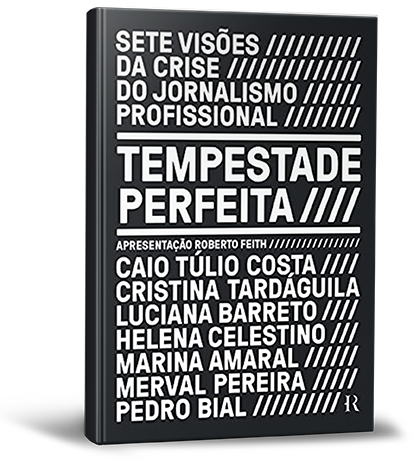 SETE VISÕES //////////
DA CRISE /////////////
DO JORNALISMO ///////
PROFISSIONAL ////////
TEMPESTADE
PERFEITA ////
APRESENTAÇÃO ROBERTO FEITH ////////////////
CAIO TÚLIO COSTA ////
CRISTINA TARDÁGUILA
LUCIANA BARRETO ////
HELENA CELESTINO ///
MARINA AMARAL //////
MERVAL PEREIRA /////
PEDRO BIAL //////////
R